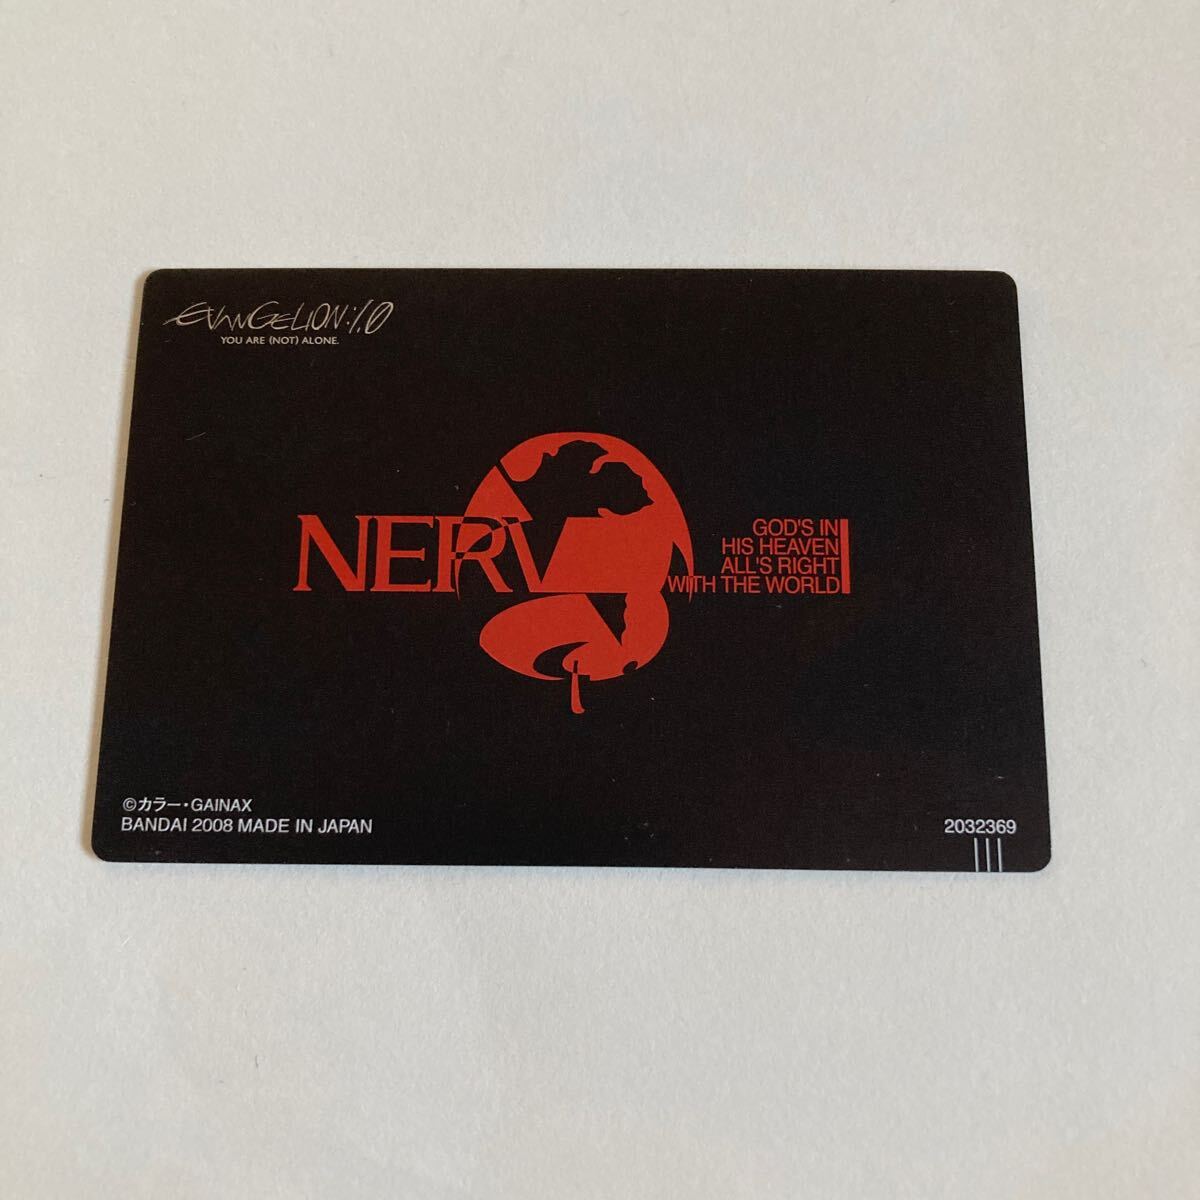 EVANGELION:1.0
YOU ARE (NOT) ALONE.
NERV
GOD'S IN
HIS HEAVEN
ALL'S RIGHT
WITH THE WORLD
©カラー・GAINAX
BANDAI 2008 MADE IN JAPAN
2032369